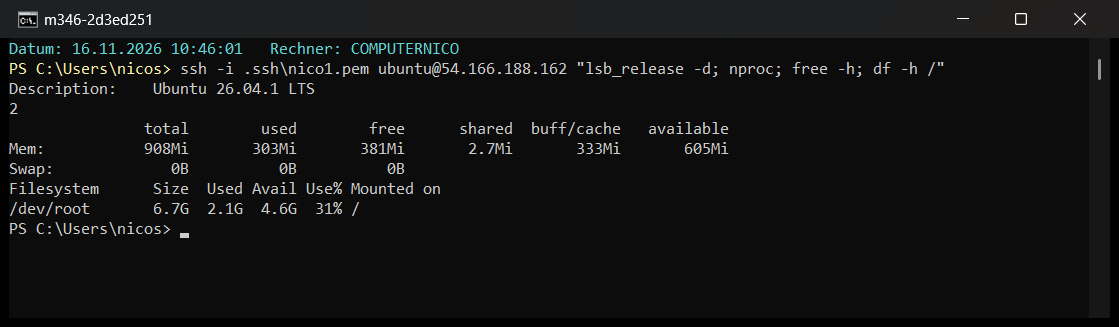 m346-2d3ed251
Datum: 16.11.2026 10:46:01   Rechner: COMPUTERNICO
PS C:\Users\nicos> ssh -i .ssh\nico1.pem ubuntu@54.166.188.162 "lsb_release -d; nproc; free -h; df -h /"
Description:    Ubuntu 26.04.1 LTS
2
               total        used        free      shared  buff/cache   available
Mem:           908Mi       303Mi       381Mi       2.7Mi       333Mi       605Mi
Swap:             0B          0B          0B
Filesystem      Size  Used Avail Use% Mounted on
/dev/root       6.7G  2.1G  4.6G  31% /
PS C:\Users\nicos>